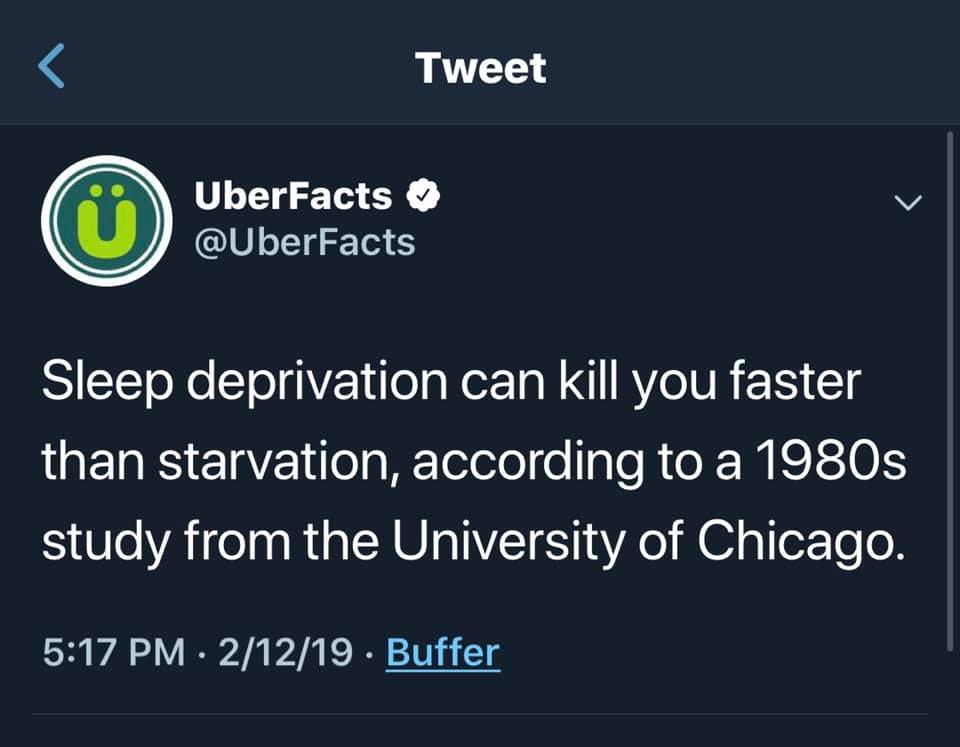 Tweet
UberFacts
@UberFacts
Sleep deprivation can kill you faster
than starvation, according to a 1980s
study from the University of Chicago.
5:17 PM · 2/12/19 · Buffer